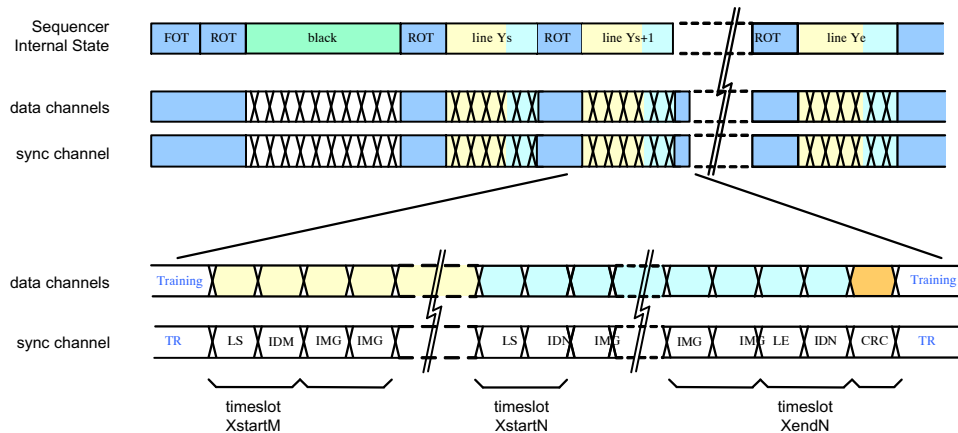 Sequencer
Internal State
FOT ROT black ROT line Ys ROT line Ys+1 ROT line Ye
data channels
sync channel
data channels Training Training
sync channel TR LS IDM IMG IMG LS IDN IMG IMG IMG LE IDN CRC TR
timeslot timeslot timeslot
XstartM XstartN XendN